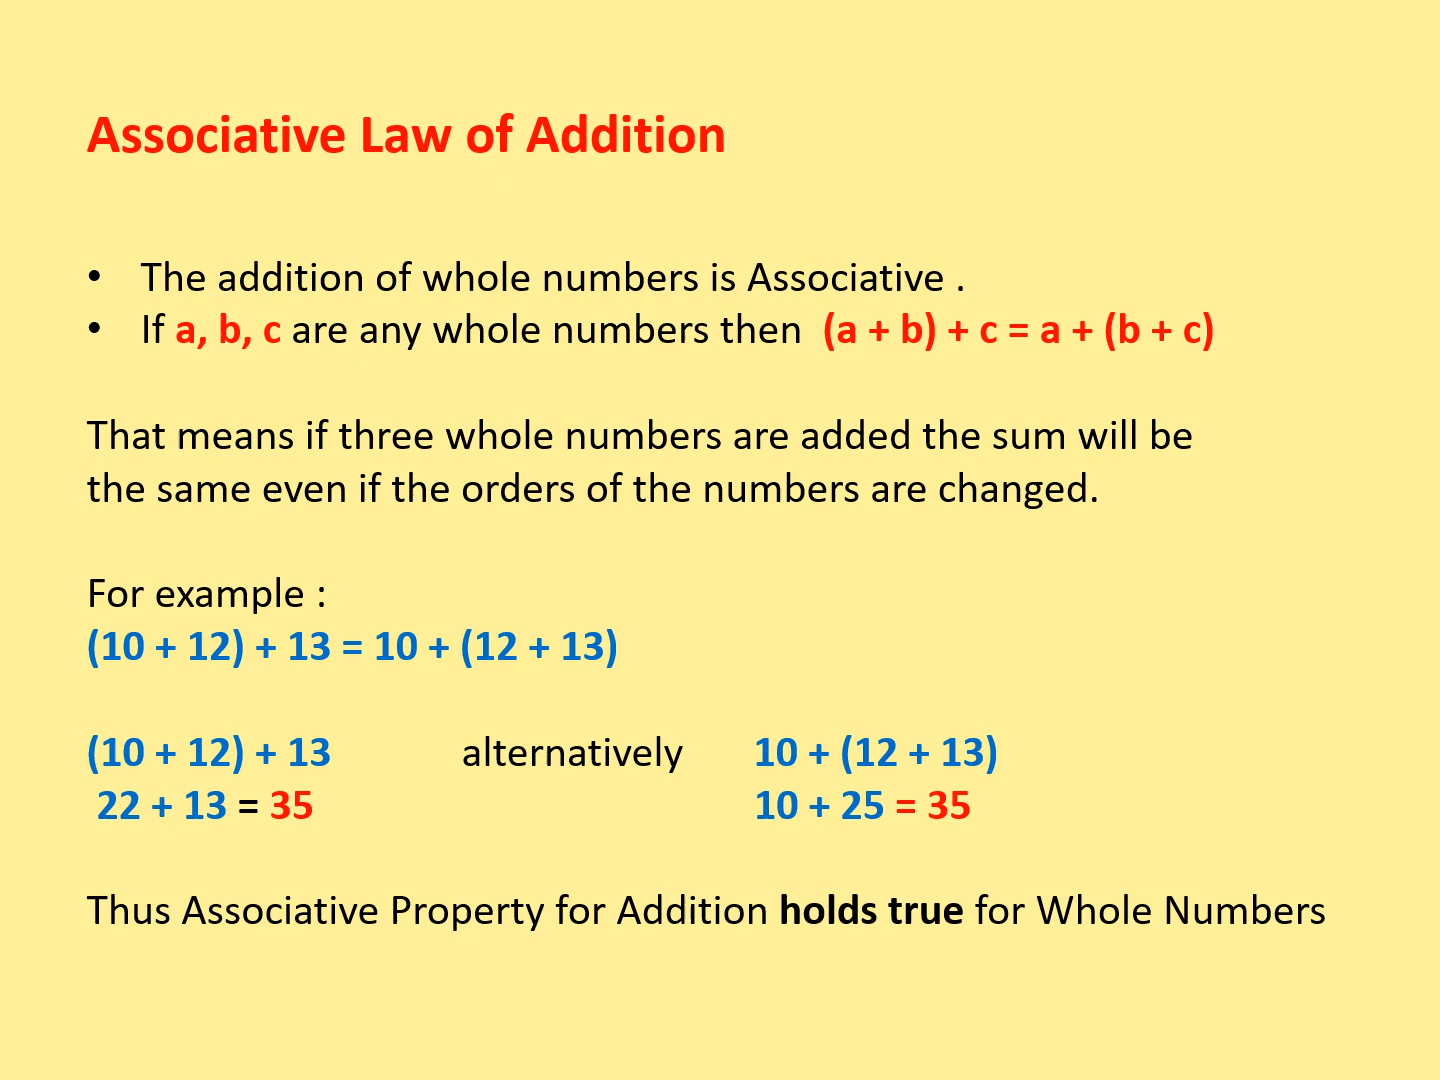 Associative Law of Addition
• The addition of whole numbers is Associative .
• If a, b, c are any whole numbers then (a + b) + c = a + (b + c)
That means if three whole numbers are added the sum will be
the same even if the orders of the numbers are changed.
For example :
(10 + 12) + 13 = 10 + (12 + 13)
(10 + 12) + 13 alternatively 10 + (12 + 13)
22 + 13 = 35 10 + 25 = 35
Thus Associative Property for Addition holds true for Whole Numbers